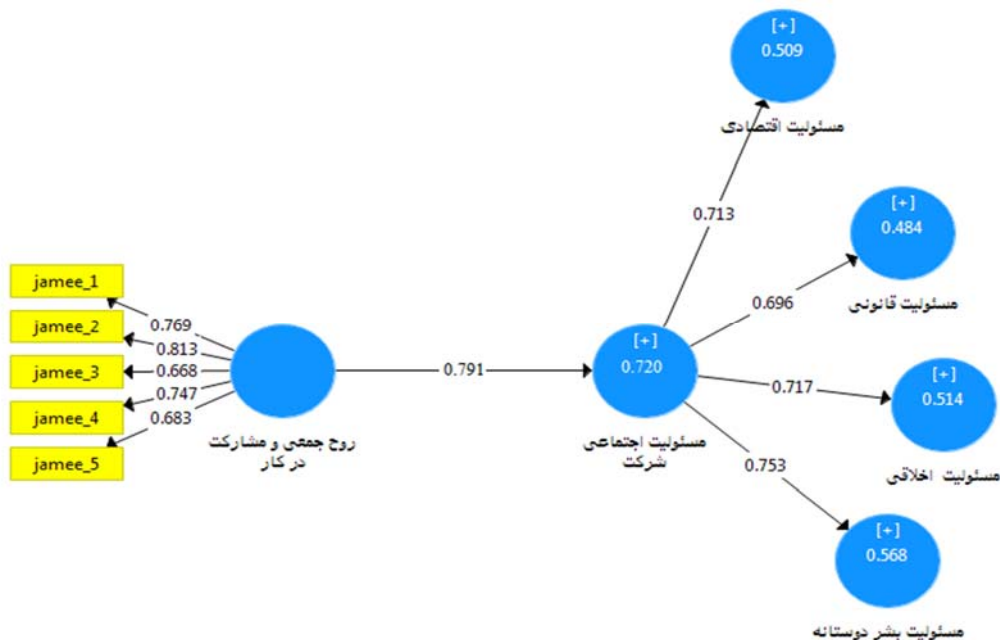 [+]
0.509
مسئولیت اقتصادی
0.713
[+]
0.484
مسئولیت قانونی
0.696
jamee_1
jamee_2
jamee_3
jamee_4
jamee_5
0.769
0.813
0.668
0.747
0.683
روح جمعی و مشارکت
در کار
0.791
[+]
0.720
مسئولیت اجتماعی
شرکت
0.717
[+]
0.514
مسئولیت اخلاقی
0.753
[+]
0.568
مسئولیت بشر دوستانه